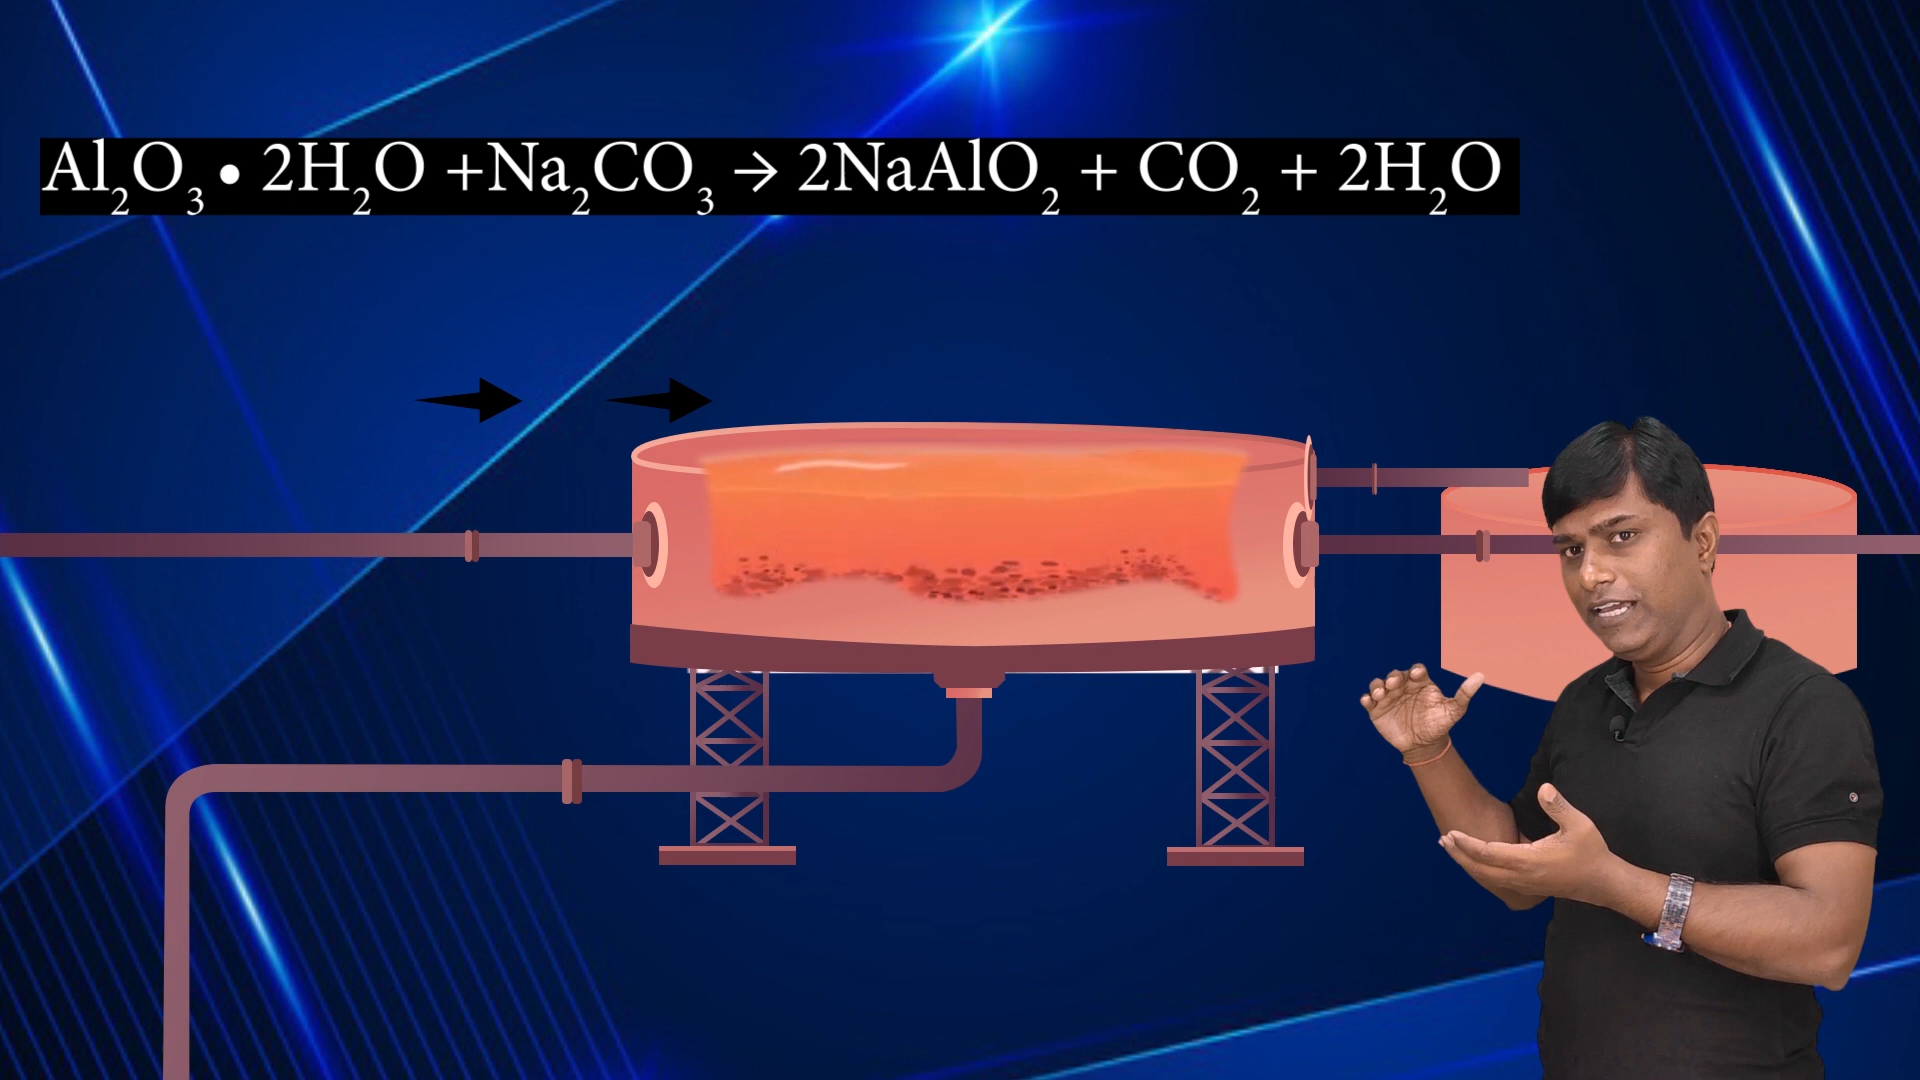 Al₂O₃ • 2H₂O +Na₂CO₃ → 2NaAlO₂ + CO₂ + 2H₂O